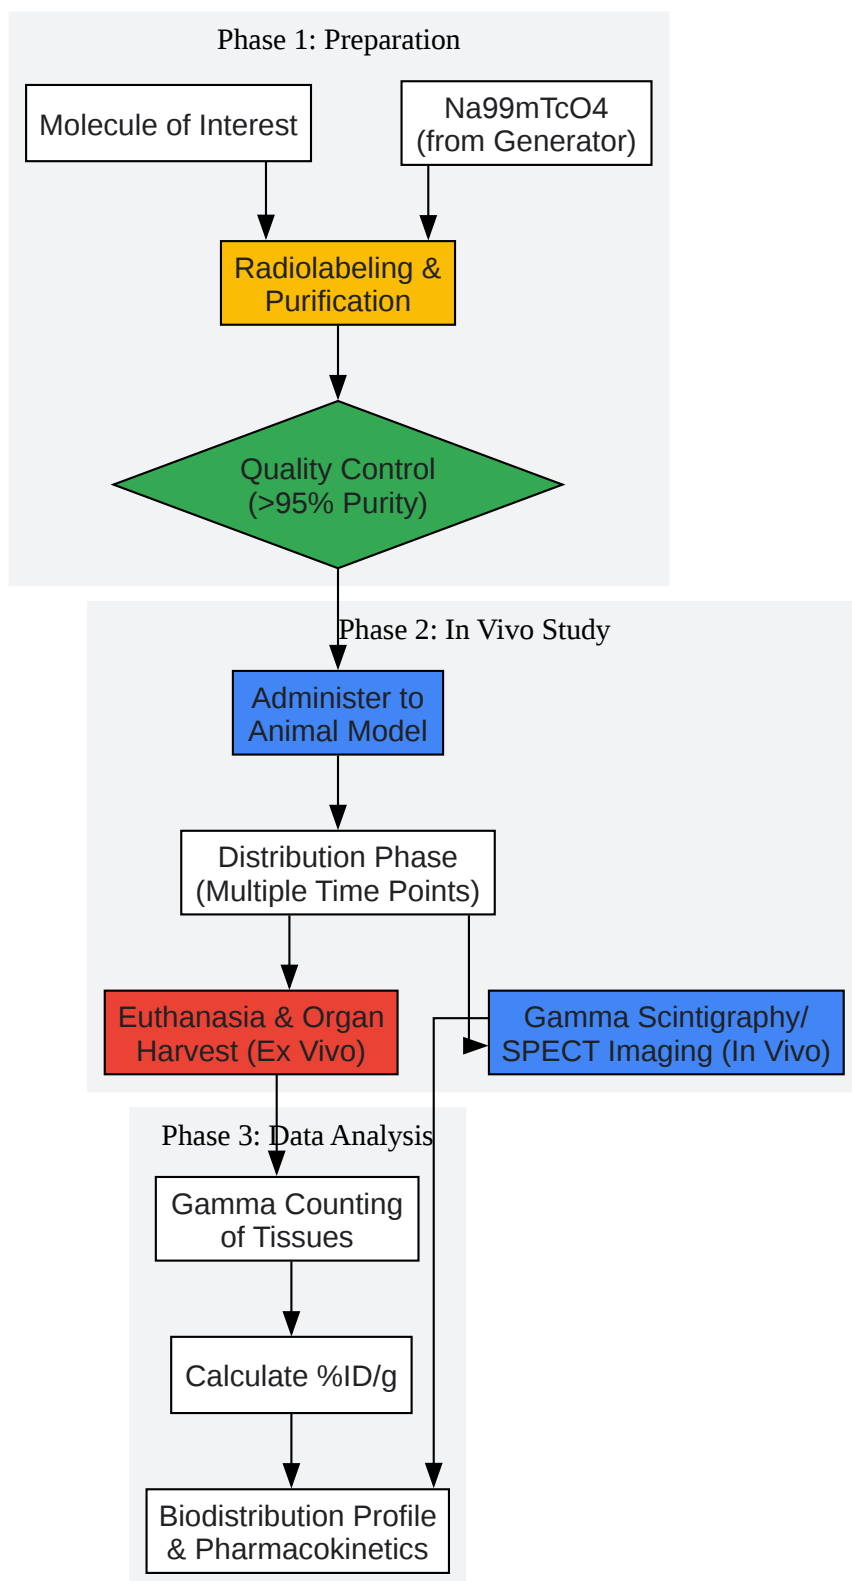 Phase 1: Preparation
Molecule of Interest
Na99mTcO4
(from Generator)
Radiolabeling &
Purification
Quality Control
(>95% Purity)
Phase 2: In Vivo Study
Administer to
Animal Model
Distribution Phase
(Multiple Time Points)
Euthanasia & Organ
Harvest (Ex Vivo)
Gamma Scintigraphy/
SPECT Imaging (In Vivo)
Phase 3: Data Analysis
Gamma Counting
of Tissues
Calculate %ID/g
Biodistribution Profile
& Pharmacokinetics